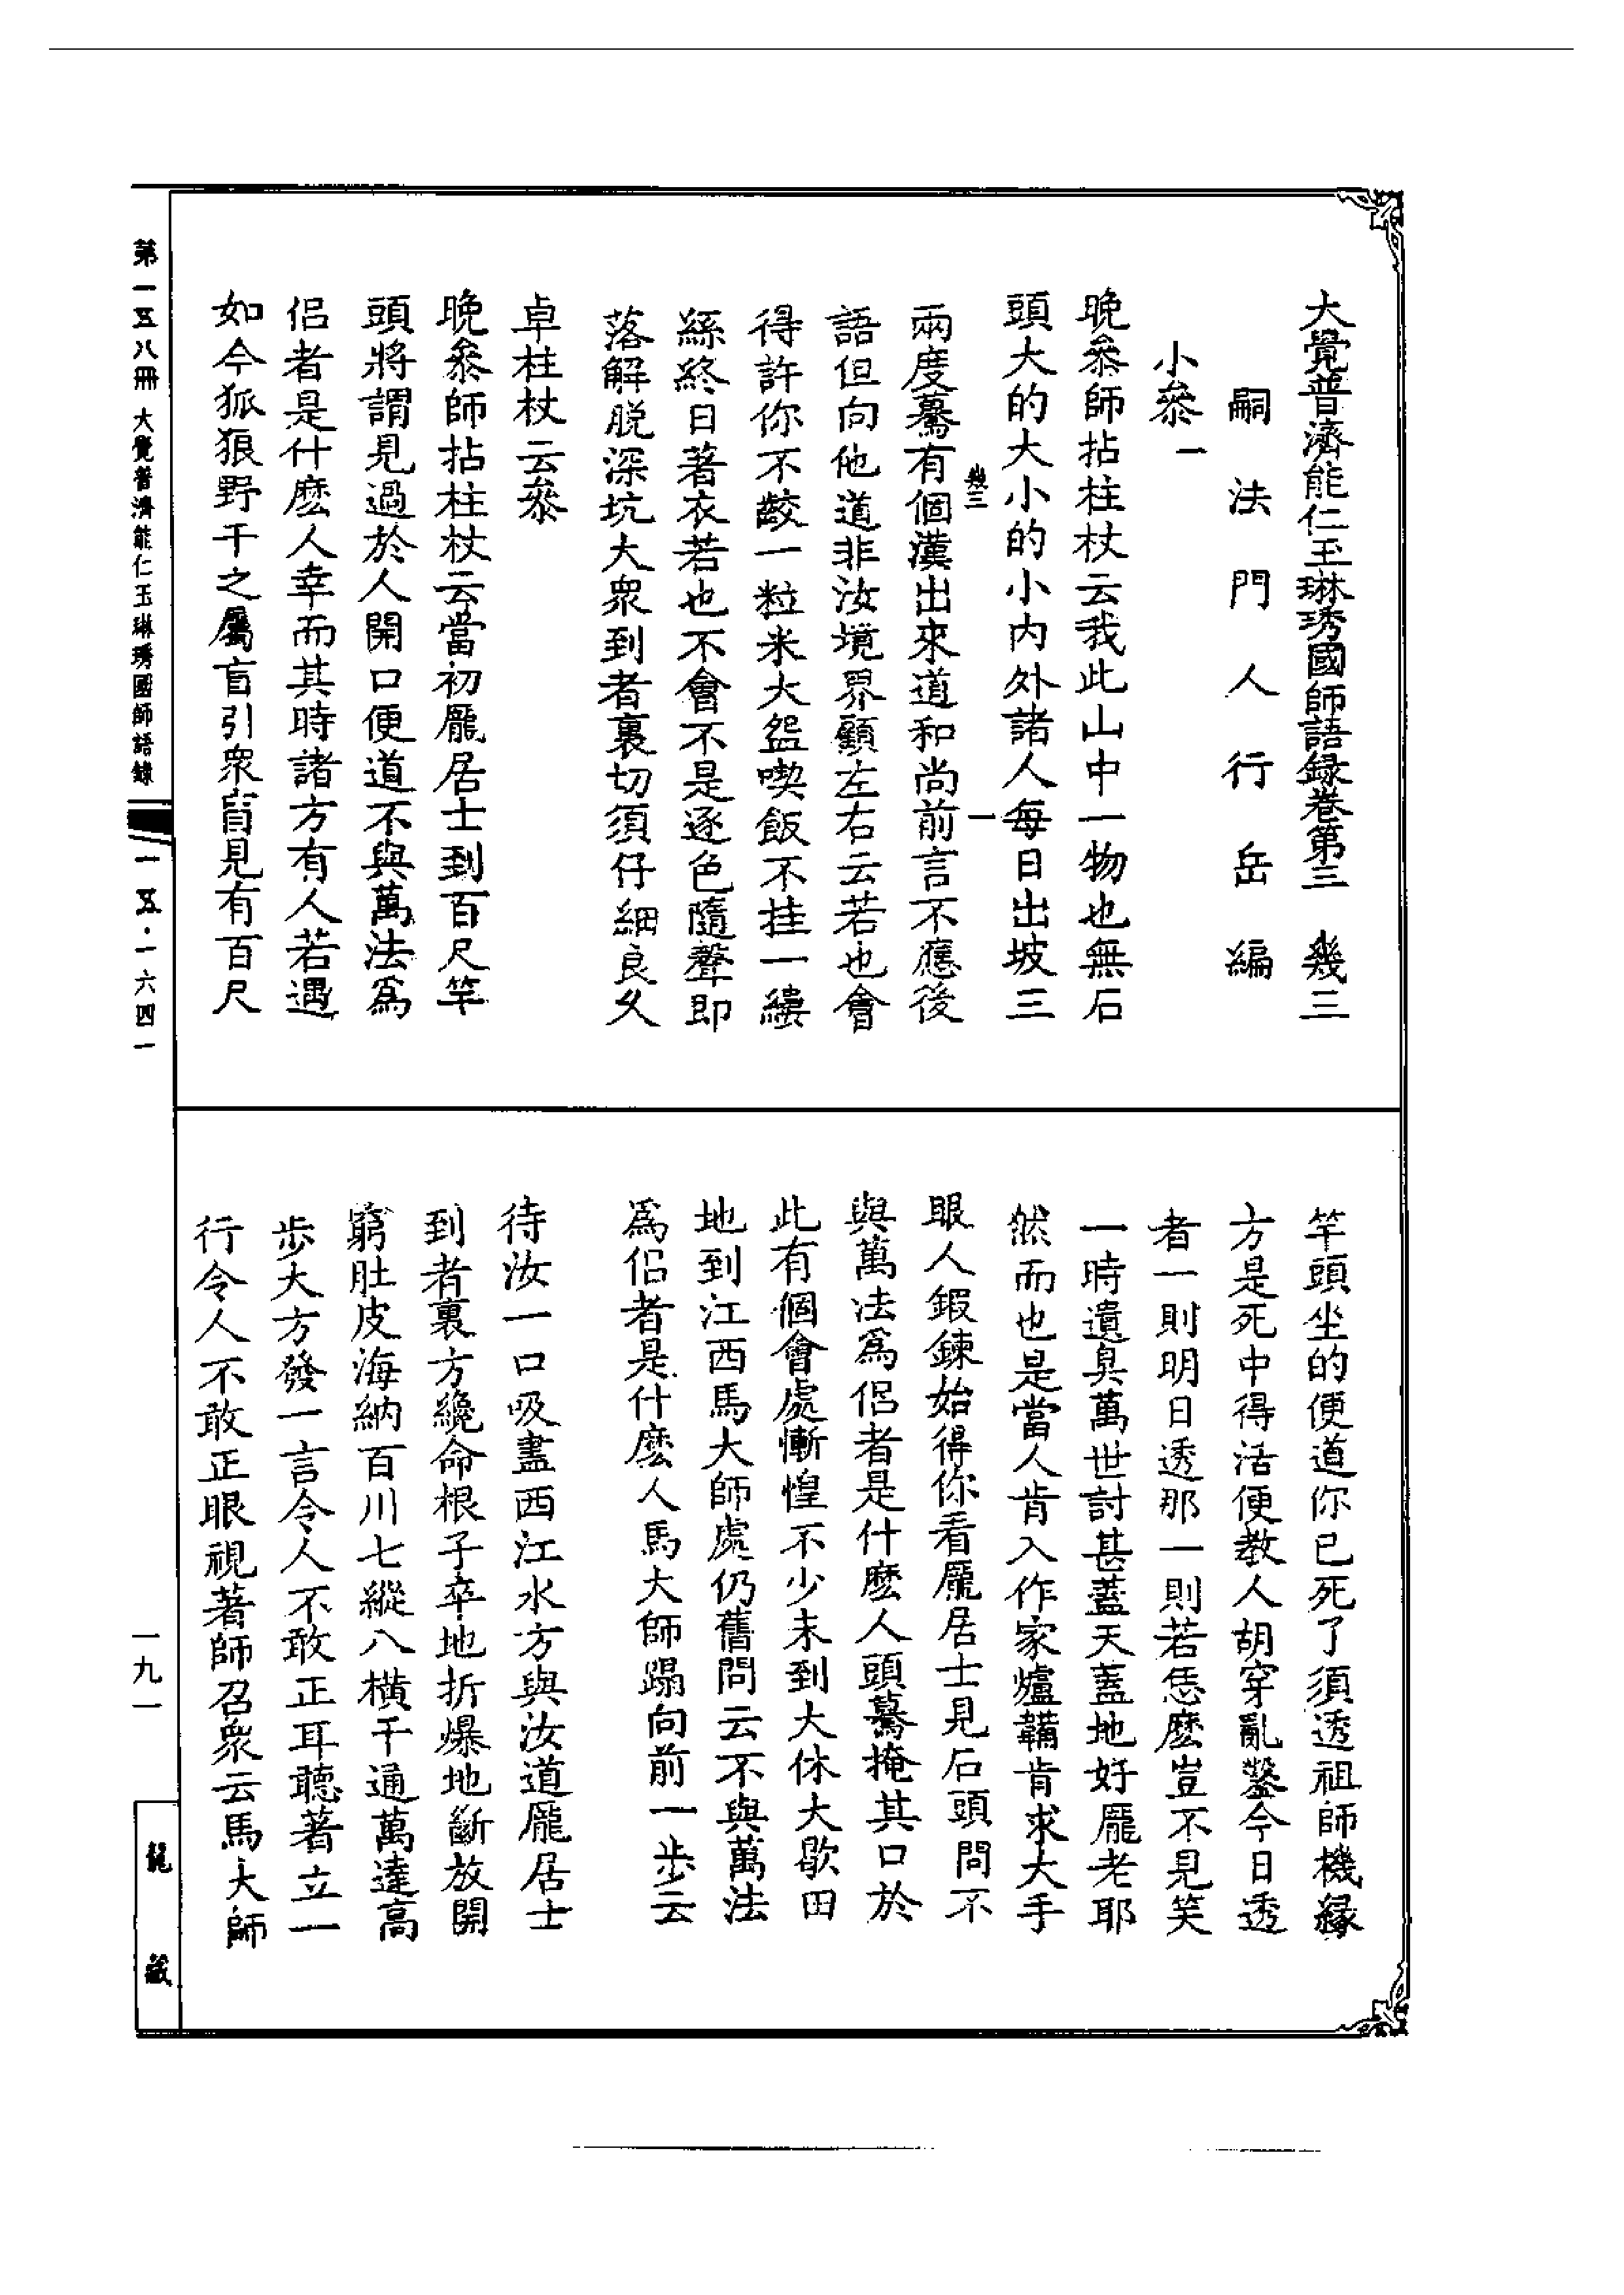 大覺普濟能仁玉琳琇國師語録卷第三　幾三
嗣法門人行岳編
小叅一
晚叅師拈柱杖云我此山中一物也無石
頭大的大小的小内外諸人每日出坡三
幾三　一
兩度驀有個漢出來道和尚前言不應後
語但向他道非汝境界顧左右云若也會
得許你不齩一粒米大盌喫飯不挂一縷
絲終日著衣若也不會不是逐色隨聲即
落解脱深坑大衆到者裏切須仔細良久
卓柱杖云叅
晚叅師拈柱杖云當初龐居士到百尺竿
頭將謂見過於人開口便道不與萬法爲
侣者是什麽人幸而其時諸方有人若遇
如今狐狼野干之屬盲引衆盲見有百尺
竿頭坐的便道你已死了須透祖師機緣
方是死中得活便教人胡穿亂鑿今日透
者一則明日透那一則若恁麽豈不見笑
一時遺臭萬世討甚蓋天蓋地好龐老耶
然而也是當人肯入作家爐韛肯求大手
眼人鍜鍊始得你看龐居士見石頭問不
與萬法爲侣者是什麽人頭驀掩其口於
此有個會處慚惶不少未到大休大歇田
地到江西馬大師處仍舊問云不與萬法
爲侣者是什麽人馬大師蹋向前一歩云
待汝一口吸盡西江水方與汝道龐居士
到者裏方纔命根子卒地折爆地斷放開
窮肚皮海納百川七縱八横千通萬達高
歩大方發一言令人不敢正耳聽著立一
行令人不敢正眼視著師召衆云馬大師
第一五八冊　大覺普濟能仁玉琳琇國師語録
一五·一六四一
一九一
龍藏